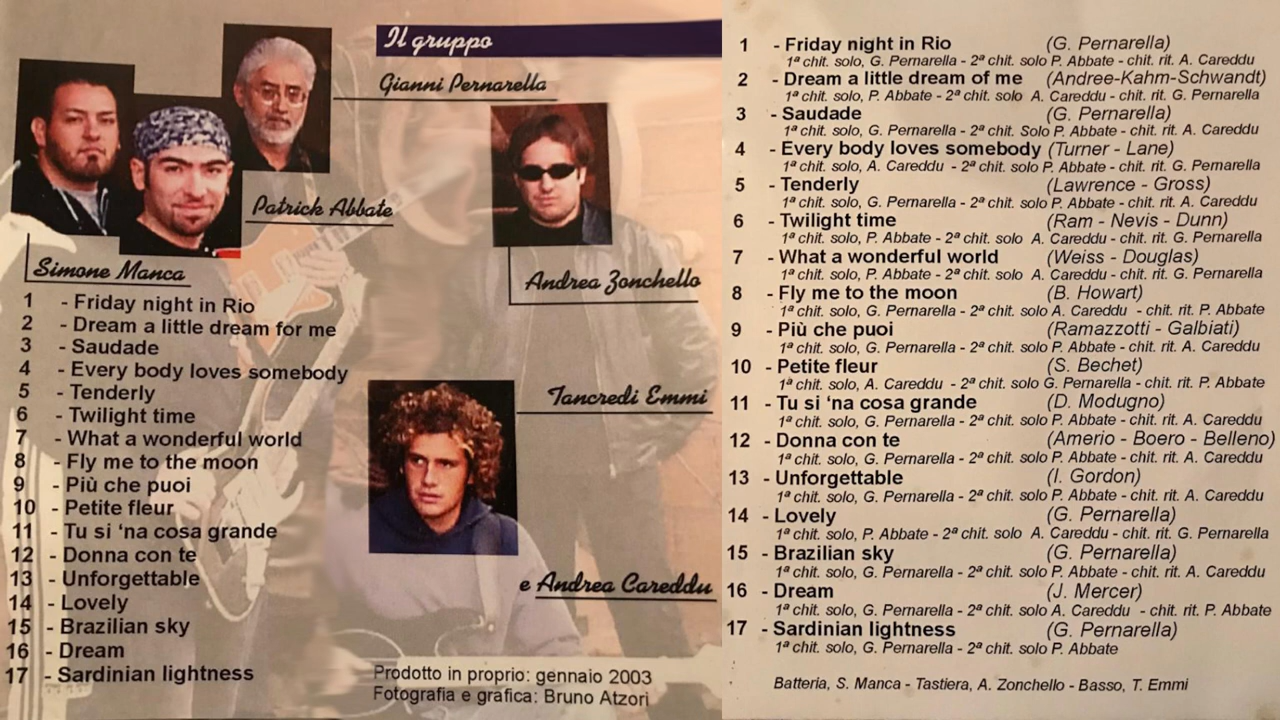 Il gruppo
Gianni Pernarella
Patrick Abbate
Simone Manca
Andrea Zonchello
Tancredi Emmi
e Andrea Careddu
1 - Friday night in Rio
2 - Dream a little dream for me
3 - Saudade
4 - Every body loves somebody
5 - Tenderly
6 - Twilight time
7 - What a wonderful world
8 - Fly me to the moon
9 - Più che puoi
10 - Petite fleur
11 - Tu si ‘na cosa grande
12 - Donna con te
13 - Unforgettable
14 - Lovely
15 - Brazilian sky
16 - Dream
17 - Sardinian lightness
Prodotto in proprio: gennaio 2003
Fotografia e grafica: Bruno Atzori
1 - Friday night in Rio (G. Pernarella)
1ª chit. solo, G. Pernarella - 2ª chit. solo P. Abbate - chit. rit. A. Careddu
2 - Dream a little dream of me (Andree-Kahm-Schwandt)
1ª chit. solo, P. Abbate - 2ª chit. solo A. Careddu - chit. rit. G. Pernarella
3 - Saudade (G. Pernarella)
1ª chit. solo, G. Pernarella - 2ª chit. Solo P. Abbate - chit. rit. A. Careddu
4 - Every body loves somebody (Turner - Lane)
1ª chit. solo, A. Careddu - 2ª chit. solo P. Abbate - chit. rit. G. Pernarella
5 - Tenderly (Lawrence - Gross)
1ª chit. solo, G. Pernarella - 2ª chit. solo P. Abbate - chit. rit. A. Careddu
6 - Twilight time (Ram - Nevis - Dunn)
1ª chit. solo, P. Abbate - 2ª chit. solo A. Careddu - chit. rit. G. Pernarella
7 - What a wonderful world (Weiss - Douglas)
1ª chit. solo, P. Abbate - 2ª chit. solo A. Careddu - chit. rit. G. Pernarella
8 - Fly me to the moon (B. Howart)
1ª chit. solo, G. Pernarella - 2ª chit. solo A. Careddu - chit. rit. P. Abbate
9 - Più che puoi (Ramazzotti - Galbiati)
1ª chit. solo, G. Pernarella - 2ª chit. solo P. Abbate - chit. rit. A. Careddu
10 - Petite fleur (S. Bechet)
1ª chit. solo, A. Careddu - 2ª chit. solo G. Pernarella - chit. rit. P. Abbate
11 - Tu si ‘na cosa grande (D. Modugno)
1ª chit. solo, G. Pernarella - 2ª chit. solo P. Abbate - chit. rit. A. Careddu
12 - Donna con te (Amerio - Boero - Belleno)
1ª chit. solo, G. Pernarella - 2ª chit. solo P. Abbate - chit. rit. A. Careddu
13 - Unforgettable (I. Gordon)
1ª chit. solo, G. Pernarella - 2ª chit. solo P. Abbate - chit. rit. A. Careddu
14 - Lovely (G. Pernarella)
1ª chit. solo, P. Abbate - 2ª chit. solo A. Careddu - chit. rit. G. Pernarella
15 - Brazilian sky (G. Pernarella)
1ª chit. solo, G. Pernarella - 2ª chit. solo P. Abbate - chit. rit. A. Careddu
16 - Dream (J. Mercer)
1ª chit. solo, G. Pernarella - 2ª chit. solo A. Careddu - chit. rit. P. Abbate
17 - Sardinian lightness (G. Pernarella)
1ª chit. solo, G. Pernarella - 2ª chit. solo P. Abbate
Batteria, S. Manca - Tastiera, A. Zonchello - Basso, T. Emmi